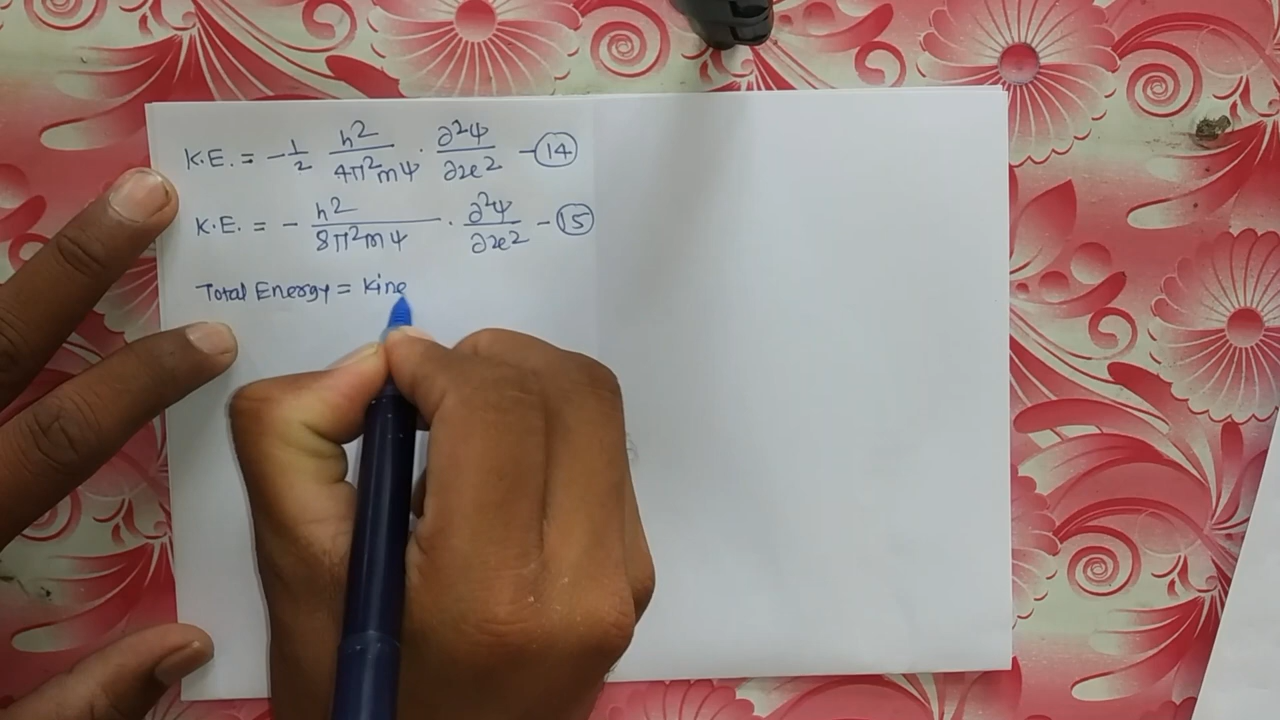 K.E. = -1/2 h²/4π²mψ · ∂²ψ/∂x² -(14)
K.E. = - h²/8π²mψ · ∂²ψ/∂x² -(15)
Total Energy = Kine